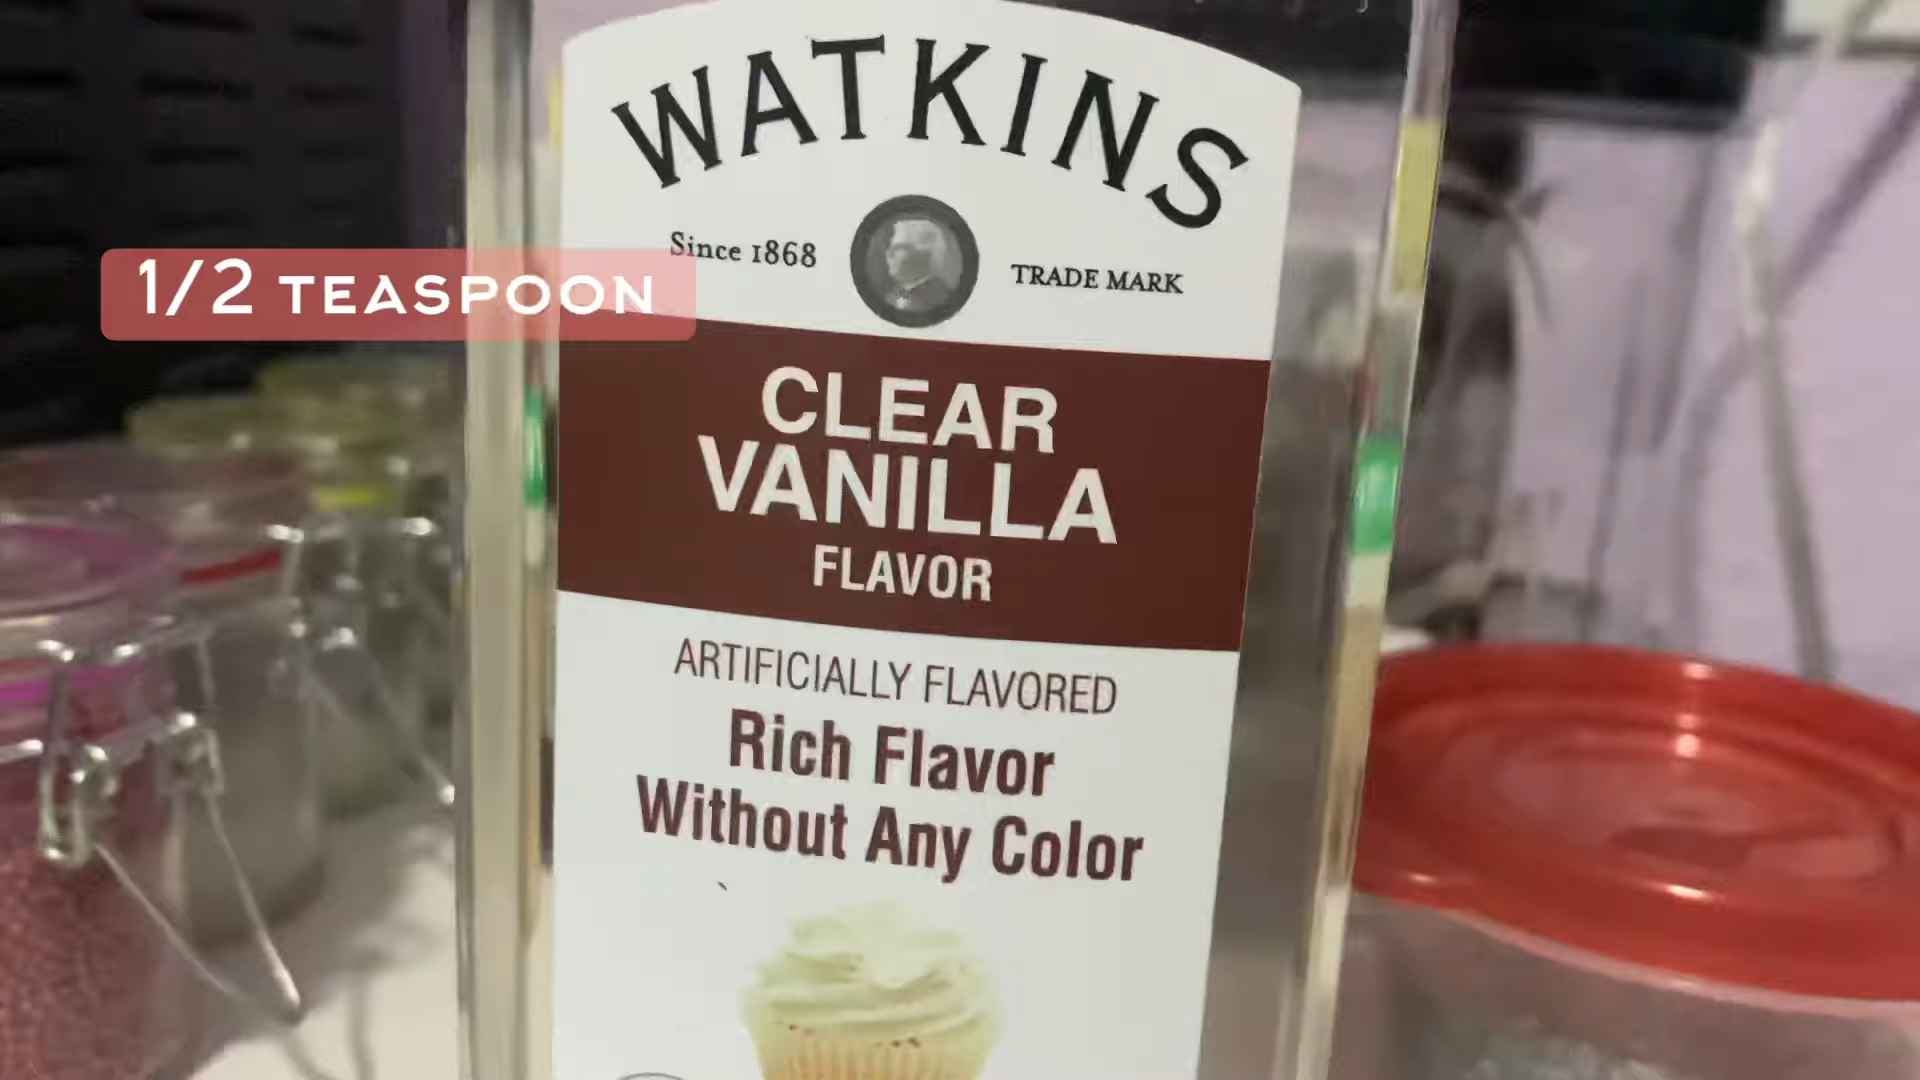 WATKINS
Since 1868
TRADE MARK
1/2 TEASPOON
CLEAR
VANILLA
FLAVOR
ARTIFICIALLY FLAVORED
Rich Flavor
Without Any Color